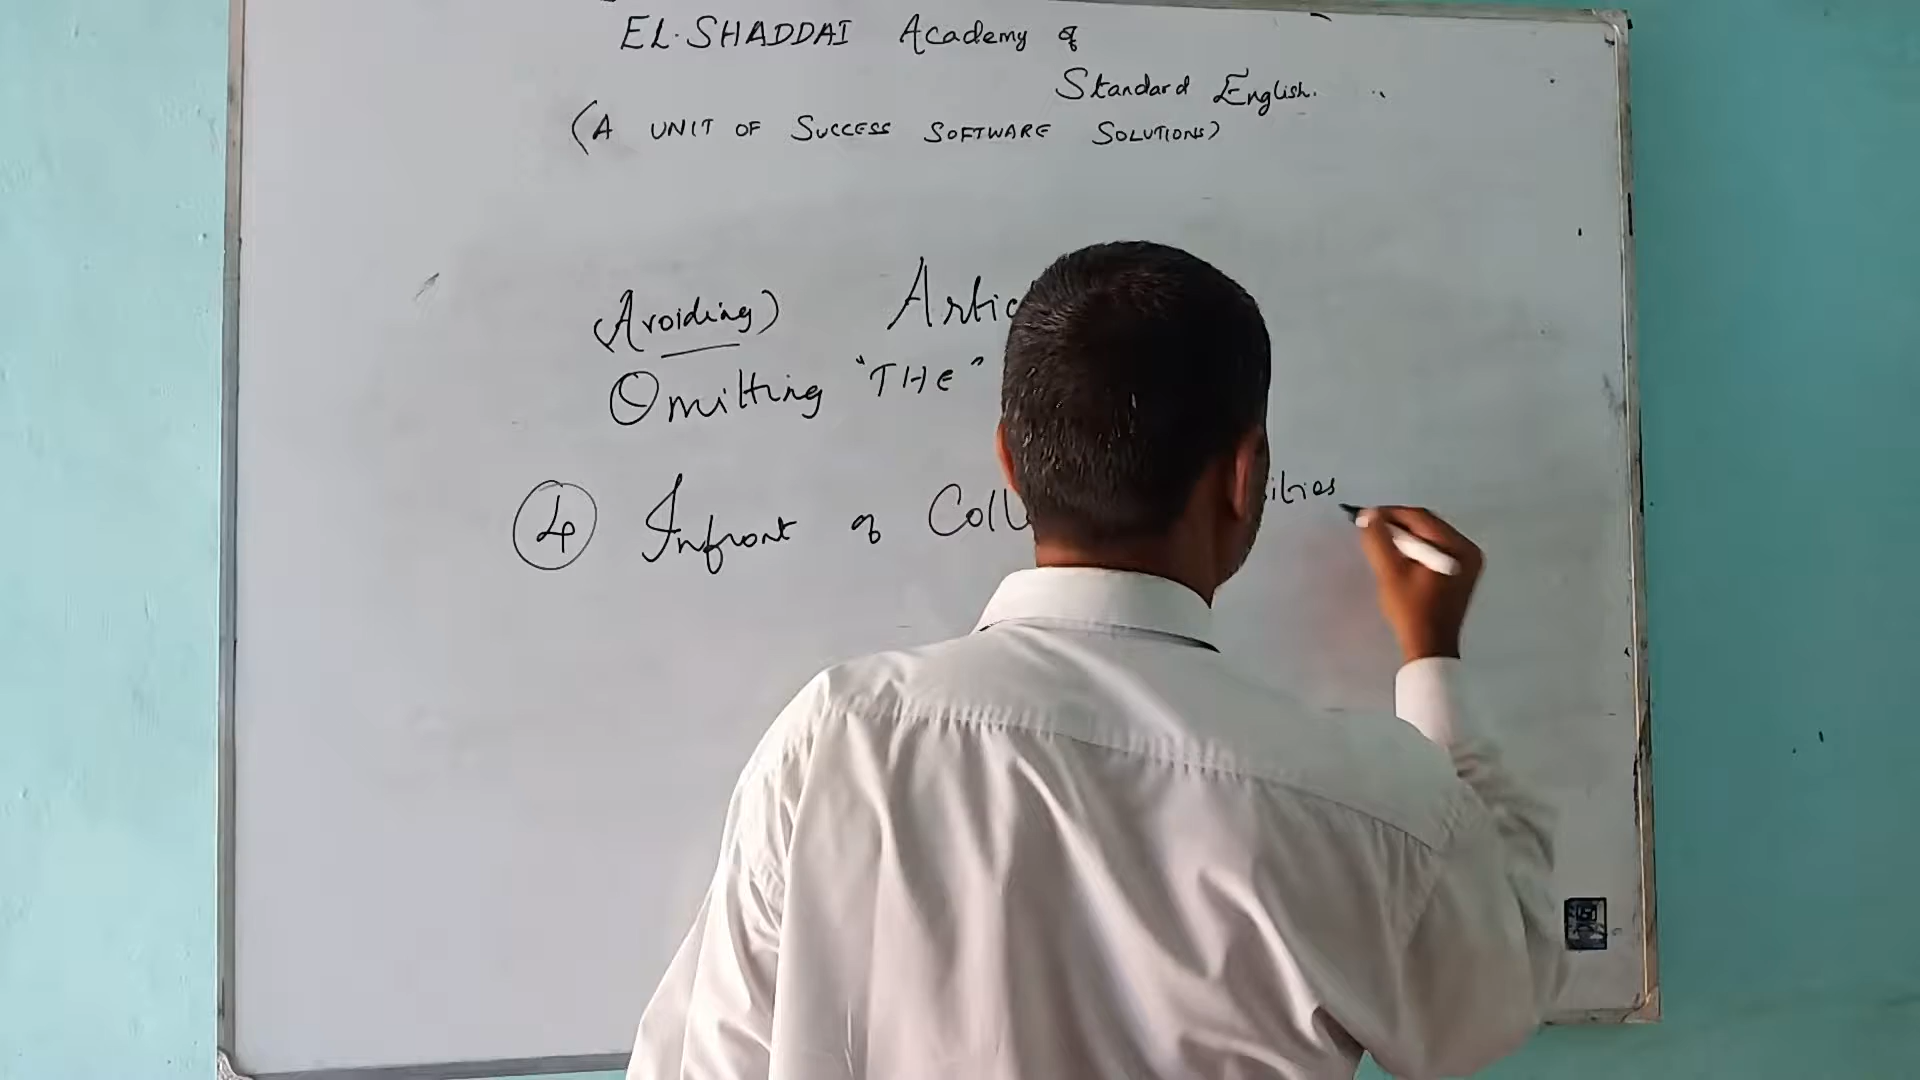 EL.SHADDAI Academy of
Standard English.
(A UNIT OF SUCCESS SOFTWARE SOLUTIONS)
(Avoiding) Artic
Omitting "THE"
④ Infront of Coll ities